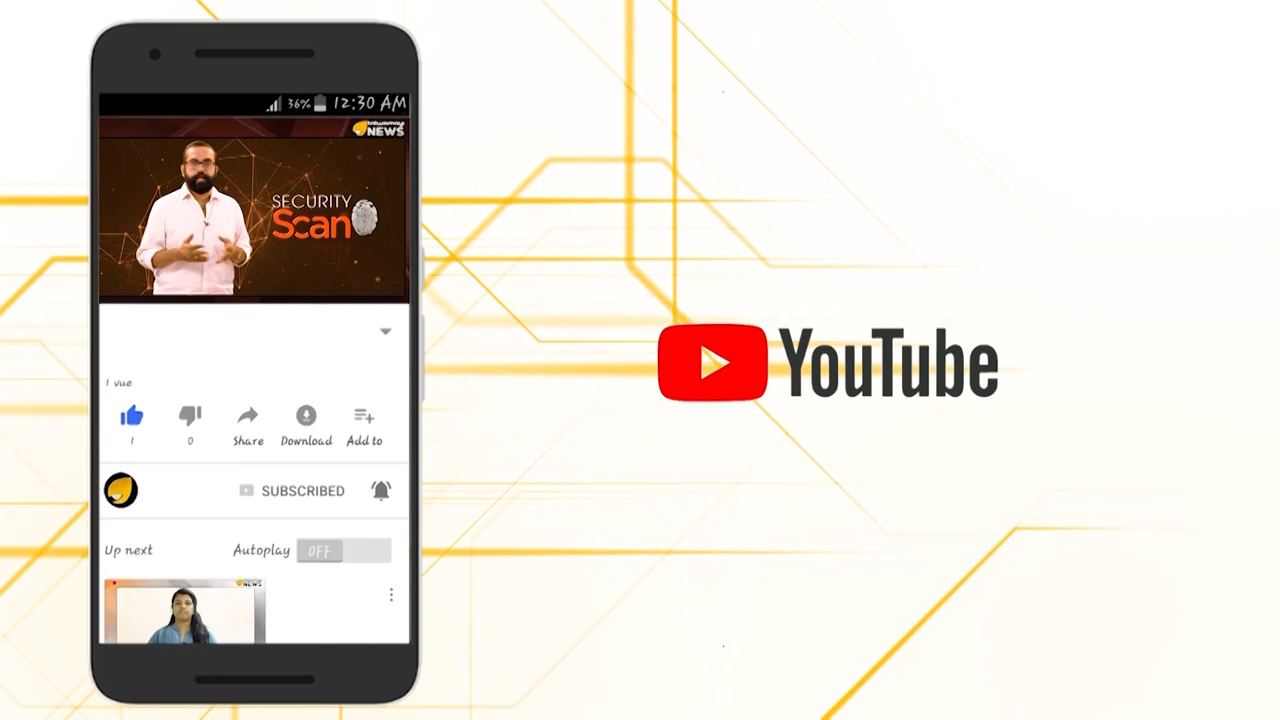 36% 12:30 AM
NEWS
SECURITY
Scan
1 vue
1 0 Share Download Add to
SUBSCRIBED
Up next Autoplay OFF
NEWS
YouTube